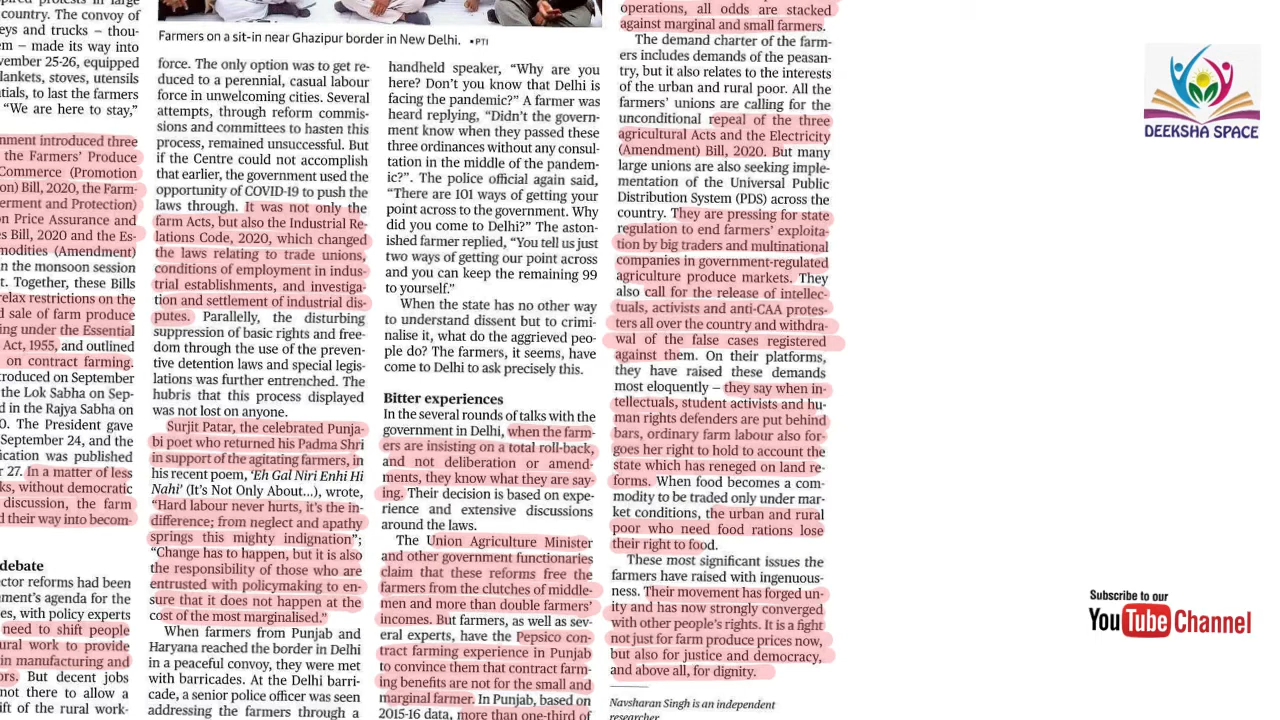 country. The convoy of
eys and trucks – thou-
em – made its way into
vember 25-26, equipped
lankets, stoves, utensils
tials, to last the farmers
“We are here to stay,”
nment introduced three
the Farmers’ Produce
Commerce (Promotion
on) Bill, 2020, the Farm-
erment and Protection)
on Price Assurance and
es Bill, 2020 and the Es-
modities (Amendment)
n the monsoon session
t. Together, these Bills
relax restrictions on the
d sale of farm produce
ng under the Essential
Act, 1955, and outlined
on contract farming.
troduced on September
the Lok Sabha on Sep-
d in the Rajya Sabha on
0. The President gave
September 24, and the
ication was published
r 27. In a matter of less
ks, without democratic
discussion, the farm
d their way into becom-
debate
ctor reforms had been
nment’s agenda for the
es, with policy experts
need to shift people
ural work to provide
in manufacturing and
ors. But decent jobs
not there to allow a
ift of the rural work-
Farmers on a sit-in near Ghazipur border in New Delhi. •PTI
force. The only option was to get re-
duced to a perennial, casual labour
force in unwelcoming cities. Several
attempts, through reform commis-
sions and committees to hasten this
process, remained unsuccessful. But
if the Centre could not accomplish
that earlier, the government used the
opportunity of COVID-19 to push the
laws through. It was not only the
farm Acts, but also the Industrial Re-
lations Code, 2020, which changed
the laws relating to trade unions,
conditions of employment in indus-
trial establishments, and investiga-
tion and settlement of industrial dis-
putes. Parallelly, the disturbing
suppression of basic rights and free-
dom through the use of the preven-
tive detention laws and special legis-
lations was further entrenched. The
hubris that this process displayed
was not lost on anyone.
Surjit Patar, the celebrated Punja-
bi poet who returned his Padma Shri
in support of the agitating farmers, in
his recent poem, ‘Eh Gal Niri Enhi Hi
Nahi’ (It’s Not Only About...), wrote,
“Hard labour never hurts, it’s the in-
difference; from neglect and apathy
springs this mighty indignation”;
“Change has to happen, but it is also
the responsibility of those who are
entrusted with policymaking to en-
sure that it does not happen at the
cost of the most marginalised.”
When farmers from Punjab and
Haryana reached the border in Delhi
in a peaceful convoy, they were met
with barricades. At the Delhi barri-
cade, a senior police officer was seen
addressing the farmers through a
handheld speaker, “Why are you
here? Don’t you know that Delhi is
facing the pandemic?” A farmer was
heard replying, “Didn’t the govern-
ment know when they passed these
three ordinances without any consul-
tation in the middle of the pandem-
ic?”. The police official again said,
“There are 101 ways of getting your
point across to the government. Why
did you come to Delhi?” The aston-
ished farmer replied, “You tell us just
two ways of getting our point across
and you can keep the remaining 99
to yourself.”
When the state has no other way
to understand dissent but to crimi-
nalise it, what do the aggrieved peo-
ple do? The farmers, it seems, have
come to Delhi to ask precisely this.
Bitter experiences
In the several rounds of talks with the
government in Delhi, when the farm-
ers are insisting on a total roll-back,
and not deliberation or amend-
ments, they know what they are say-
ing. Their decision is based on expe-
rience and extensive discussions
around the laws.
The Union Agriculture Minister
and other government functionaries
claim that these reforms free the
farmers from the clutches of middle-
men and more than double farmers’
incomes. But farmers, as well as sev-
eral experts, have the Pepsico con-
tract farming experience in Punjab
to convince them that contract farm-
ing benefits are not for the small and
marginal farmer. In Punjab, based on
2015-16 data, more than one-third of
operations, all odds are stacked
against marginal and small farmers.
The demand charter of the farm-
ers includes demands of the peasan-
try, but it also relates to the interests
of the urban and rural poor. All the
farmers’ unions are calling for the
unconditional repeal of the three
agricultural Acts and the Electricity
(Amendment) Bill, 2020. But many
large unions are also seeking imple-
mentation of the Universal Public
Distribution System (PDS) across the
country. They are pressing for state
regulation to end farmers’ exploita-
tion by big traders and multinational
companies in government-regulated
agriculture produce markets. They
also call for the release of intellec-
tuals, activists and anti-CAA protes-
ters all over the country and withdra-
wal of the false cases registered
against them. On their platforms,
they have raised these demands
most eloquently – they say when in-
tellectuals, student activists and hu-
man rights defenders are put behind
bars, ordinary farm labour also for-
goes her right to hold to account the
state which has reneged on land re-
forms. When food becomes a com-
modity to be traded only under mar-
ket conditions, the urban and rural
poor who need food rations lose
their right to food.
These most significant issues the
farmers have raised with ingenuous-
ness. Their movement has forged un-
ity and has now strongly converged
with other people’s rights. It is a fight
not just for farm produce prices now,
but also for justice and democracy,
and above all, for dignity.
Navsharan Singh is an independent
researcher
DEEKSHA SPACE
Subscribe to our
YouTube Channel